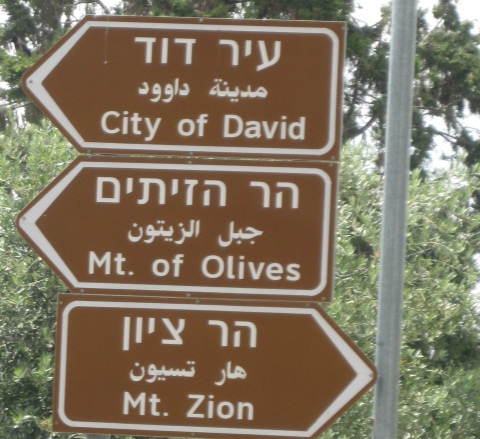 עיר דוד
مدينة داوود
City of David
הר הזיתים
جبل الزيتون
Mt. of Olives
הר ציון
هار تسيون
Mt. Zion